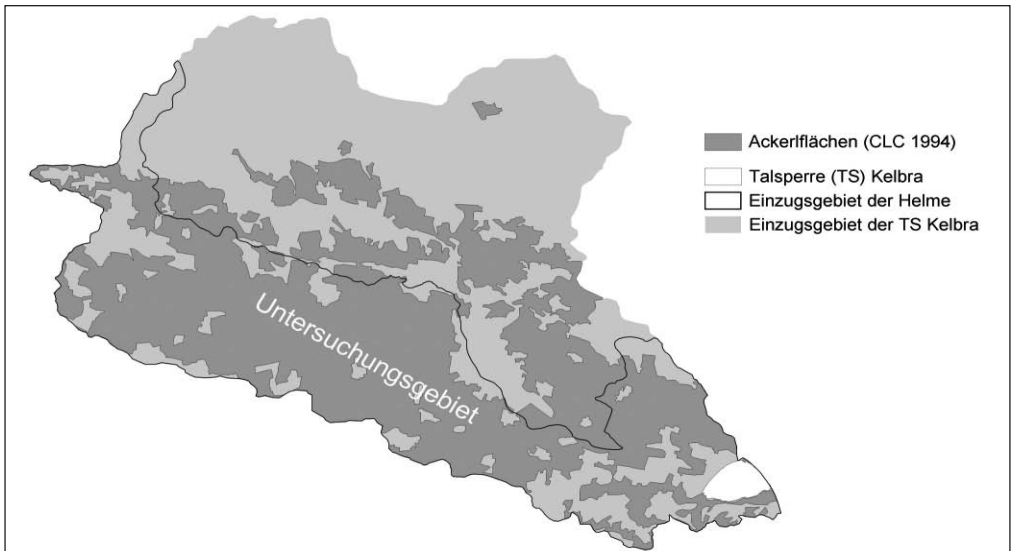 Ackerlflächen (CLC 1994)
Talsperre (TS) Kelbra
Einzugsgebiet der Helme
Einzugsgebiet der TS Kelbra
Untersuchungsgebiet